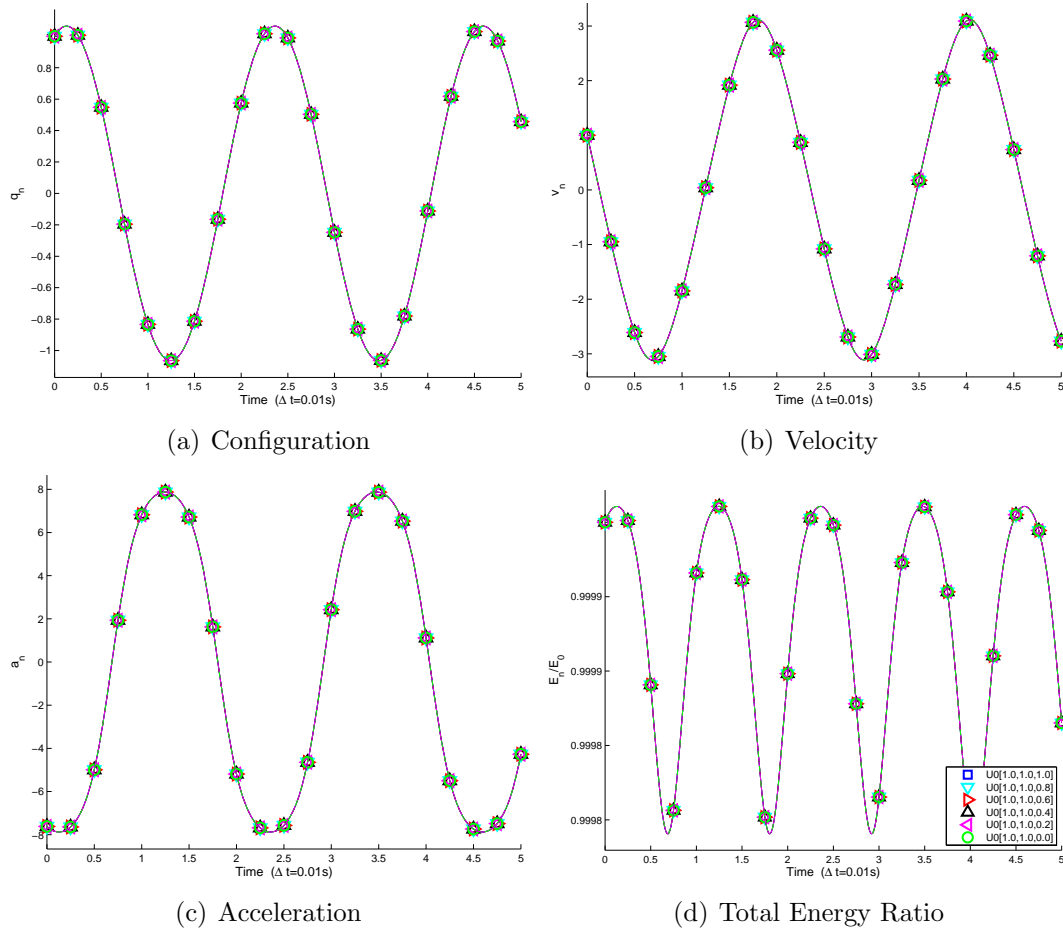 0.8
0.6
0.4
0.2
0
−0.2
−0.4
−0.6
−0.8
−1
q_n
0 0.5 1 1.5 2 2.5 3 3.5 4 4.5 5
Time (Δ t=0.01s)
(a) Configuration
3
2
1
0
−1
−2
−3
v_n
0 0.5 1 1.5 2 2.5 3 3.5 4 4.5 5
Time (Δ t=0.01s)
(b) Velocity
8
6
4
2
0
−2
−4
−6
−8
a_n
0 0.5 1 1.5 2 2.5 3 3.5 4 4.5 5
Time (Δ t=0.01s)
(c) Acceleration
0.9999
0.9999
0.9998
0.9998
E_n/E_0
0 0.5 1 1.5 2 2.5 3 3.5 4 4.5 5
Time (Δ t=0.01s)
U0[1.0,1.0,1.0]
U0[1.0,1.0,0.8]
U0[1.0,1.0,0.6]
U0[1.0,1.0,0.4]
U0[1.0,1.0,0.2]
U0[1.0,1.0,0.0]
(d) Total Energy Ratio